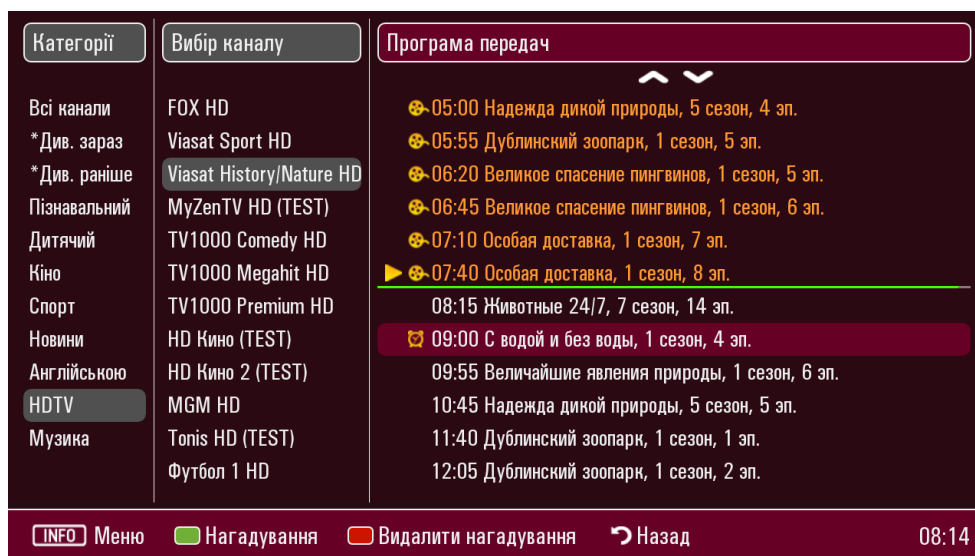 Категорії
Всі канали
*Див. зараз
*Див. раніше
Пізнавальний
Дитячий
Кіно
Спорт
Новини
Англійською
HDTV
Музика
Вибір каналу
FOX HD
Viasat Sport HD
Viasat History/Nature HD
MyZenTV HD (TEST)
TV1000 Comedy HD
TV1000 Megahit HD
TV1000 Premium HD
HD Кино (TEST)
HD Кино 2 (TEST)
MGM HD
Tonis HD (TEST)
Футбол 1 HD
Програма передач
05:00 Надежда дикой природы, 5 сезон, 4 эп.
05:55 Дублинский зоопарк, 1 сезон, 5 эп.
06:20 Великое спасение пингвинов, 1 сезон, 5 эп.
06:45 Великое спасение пингвинов, 1 сезон, 6 эп.
07:10 Особая доставка, 1 сезон, 7 эп.
07:40 Особая доставка, 1 сезон, 8 эп.
08:15 Животные 24/7, 7 сезон, 14 эп.
09:00 С водой и без воды, 1 сезон, 4 эп.
09:55 Величайшие явления природы, 1 сезон, 6 эп.
10:45 Надежда дикой природы, 5 сезон, 5 эп.
11:40 Дублинский зоопарк, 1 сезон, 1 эп.
12:05 Дублинский зоопарк, 1 сезон, 2 эп.
INFO Меню Нагадування Видалити нагадування Назад 08:14